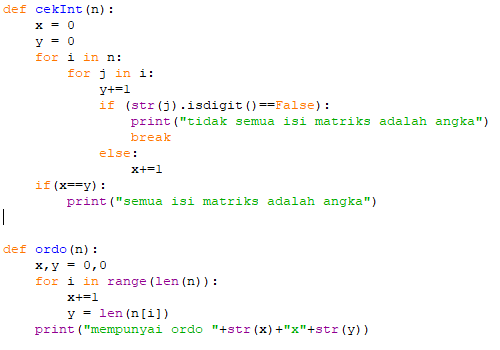 def cekInt(n):
    x = 0
    y = 0
    for i in n:
        for j in i:
            y+=1
            if (str(j).isdigit()==False):
                print("tidak semua isi matriks adalah angka")
                break
            else:
                x+=1
    if(x==y):
        print("semua isi matriks adalah angka")
def ordo(n):
    x,y = 0,0
    for i in range(len(n)):
        x+=1
        y = len(n[i])
    print("mempunyai ordo "+str(x)+"x"+str(y))